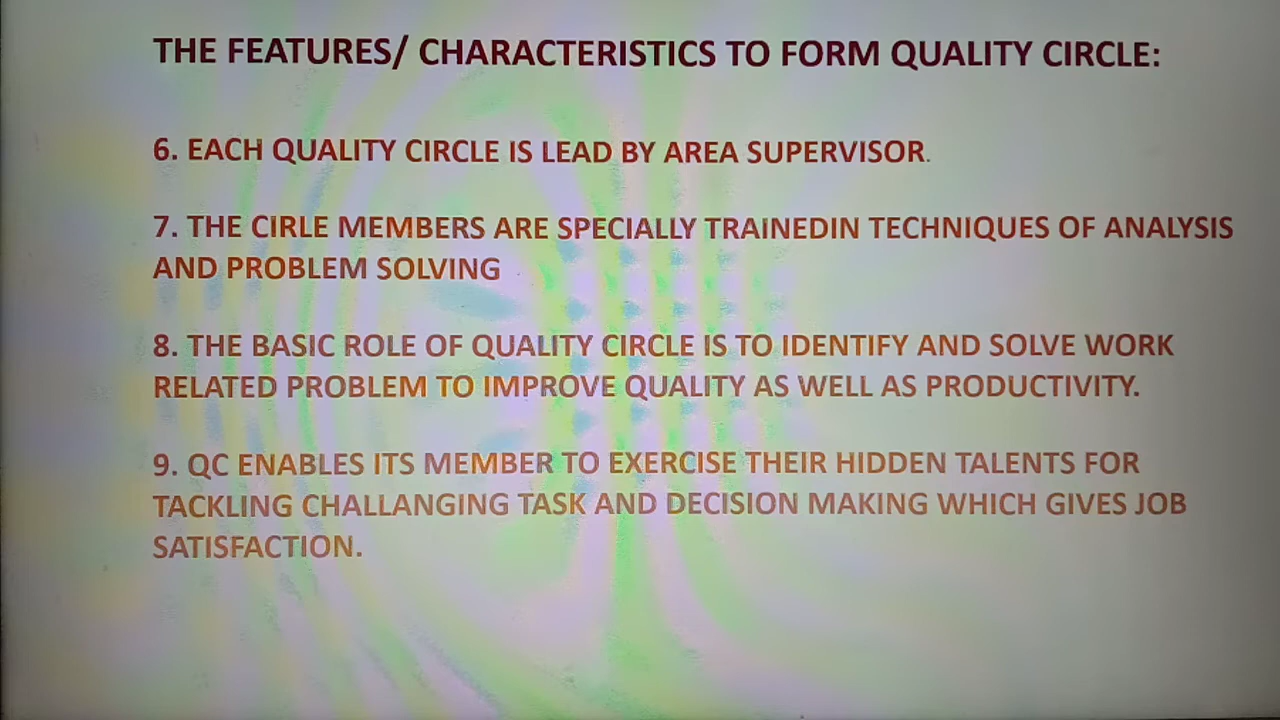 THE FEATURES/ CHARACTERISTICS TO FORM QUALITY CIRCLE:
6. EACH QUALITY CIRCLE IS LEAD BY AREA SUPERVISOR.
7. THE CIRLE MEMBERS ARE SPECIALLY TRAINEDIN TECHNIQUES OF ANALYSIS
AND PROBLEM SOLVING
8. THE BASIC ROLE OF QUALITY CIRCLE IS TO IDENTIFY AND SOLVE WORK
RELATED PROBLEM TO IMPROVE QUALITY AS WELL AS PRODUCTIVITY.
9. QC ENABLES ITS MEMBER TO EXERCISE THEIR HIDDEN TALENTS FOR
TACKLING CHALLANGING TASK AND DECISION MAKING WHICH GIVES JOB
SATISFACTION.